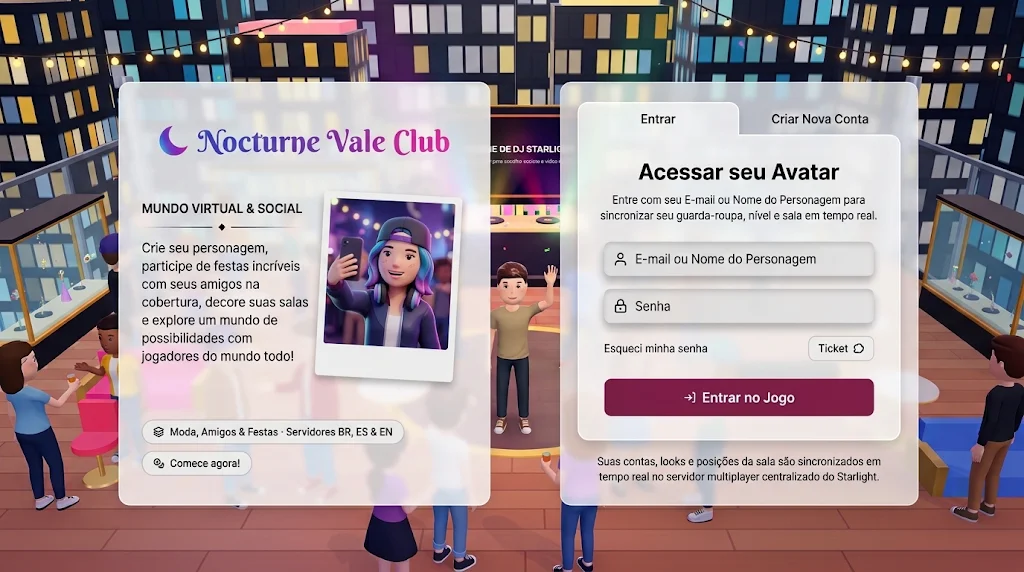 Nocturne Vale Club
MUNDO VIRTUAL & SOCIAL
Crie seu personagem,
participe de festas incríveis
com seus amigos na
cobertura, decore suas salas
e explore um mundo de
possibilidades com
jogadores do mundo todo!
Moda, Amigos & Festas · Servidores BR, ES & EN
Comece agora!
DE DJ STARLIG
Entrar
Criar Nova Conta
Acessar seu Avatar
Entre com seu E-mail ou Nome do Personagem para
sincronizar seu guarda-roupa, nível e sala em tempo real.
E-mail ou Nome do Personagem
Senha
Esqueci minha senha
Ticket
Entrar no Jogo
Suas contas, looks e posições da sala são sincronizados em
tempo real no servidor multiplayer centralizado do Starlight.